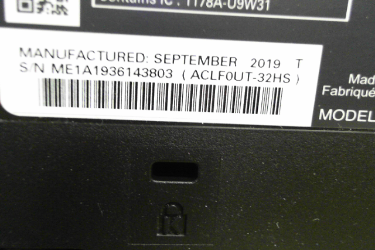 Contains IC : 1178A-U9W31
MANUFACTURED: SEPTEMBER 2019 T
S/N ME1A1936143803 ( ACLF0UT-32HS )
Mad
Fabriqué
MODEL